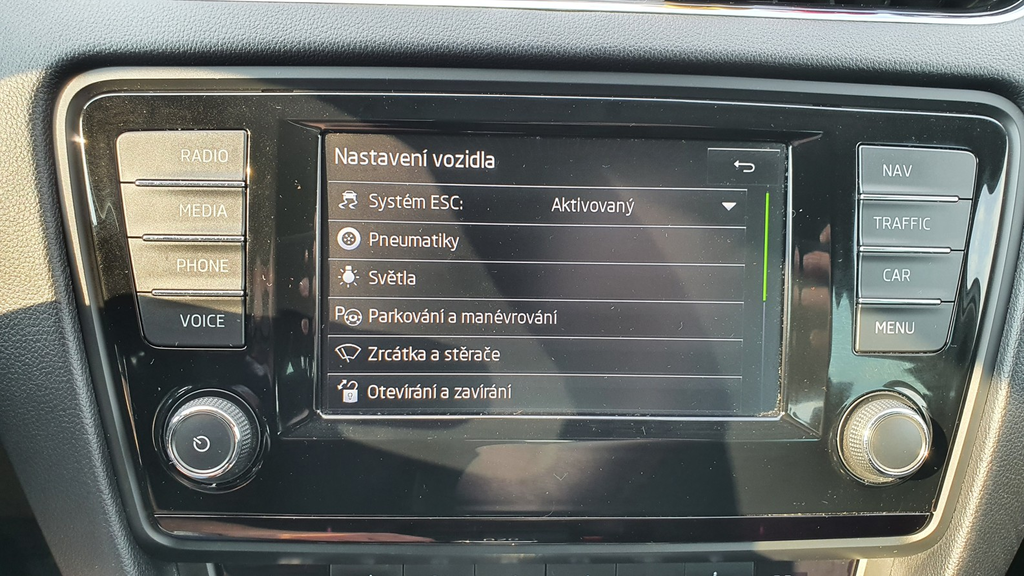 RADIO
MEDIA
PHONE
VOICE
Nastavení vozidla
Systém ESC: Aktivovaný
Pneumatiky
Světla
Parkování a manévrování
Zrcátka a stěrače
Otevírání a zavírání
NAV
TRAFFIC
CAR
MENU